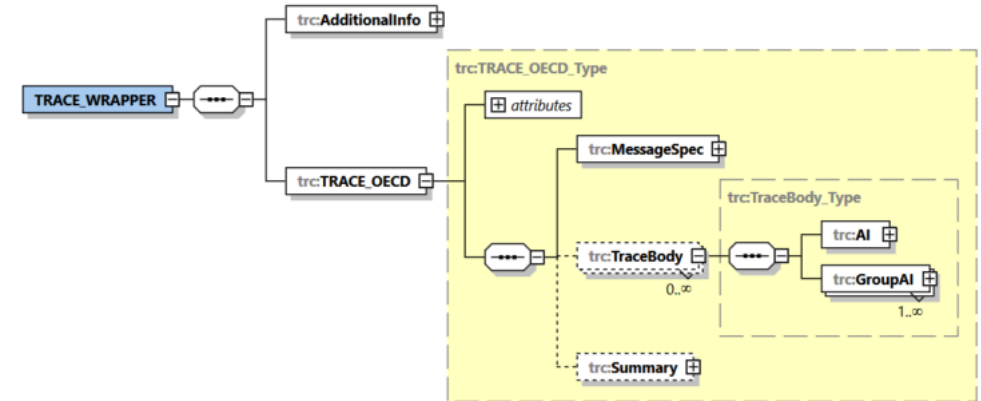 trc:AdditionalInfo
trc:TRACE_OECD_Type
TRACE_WRAPPER
attributes
trc:MessageSpec
trc:TRACE_OECD
trc:TraceBody_Type
trc:AI
trc:TraceBody
trc:GroupAI
0..∞
1..∞
trc:Summary